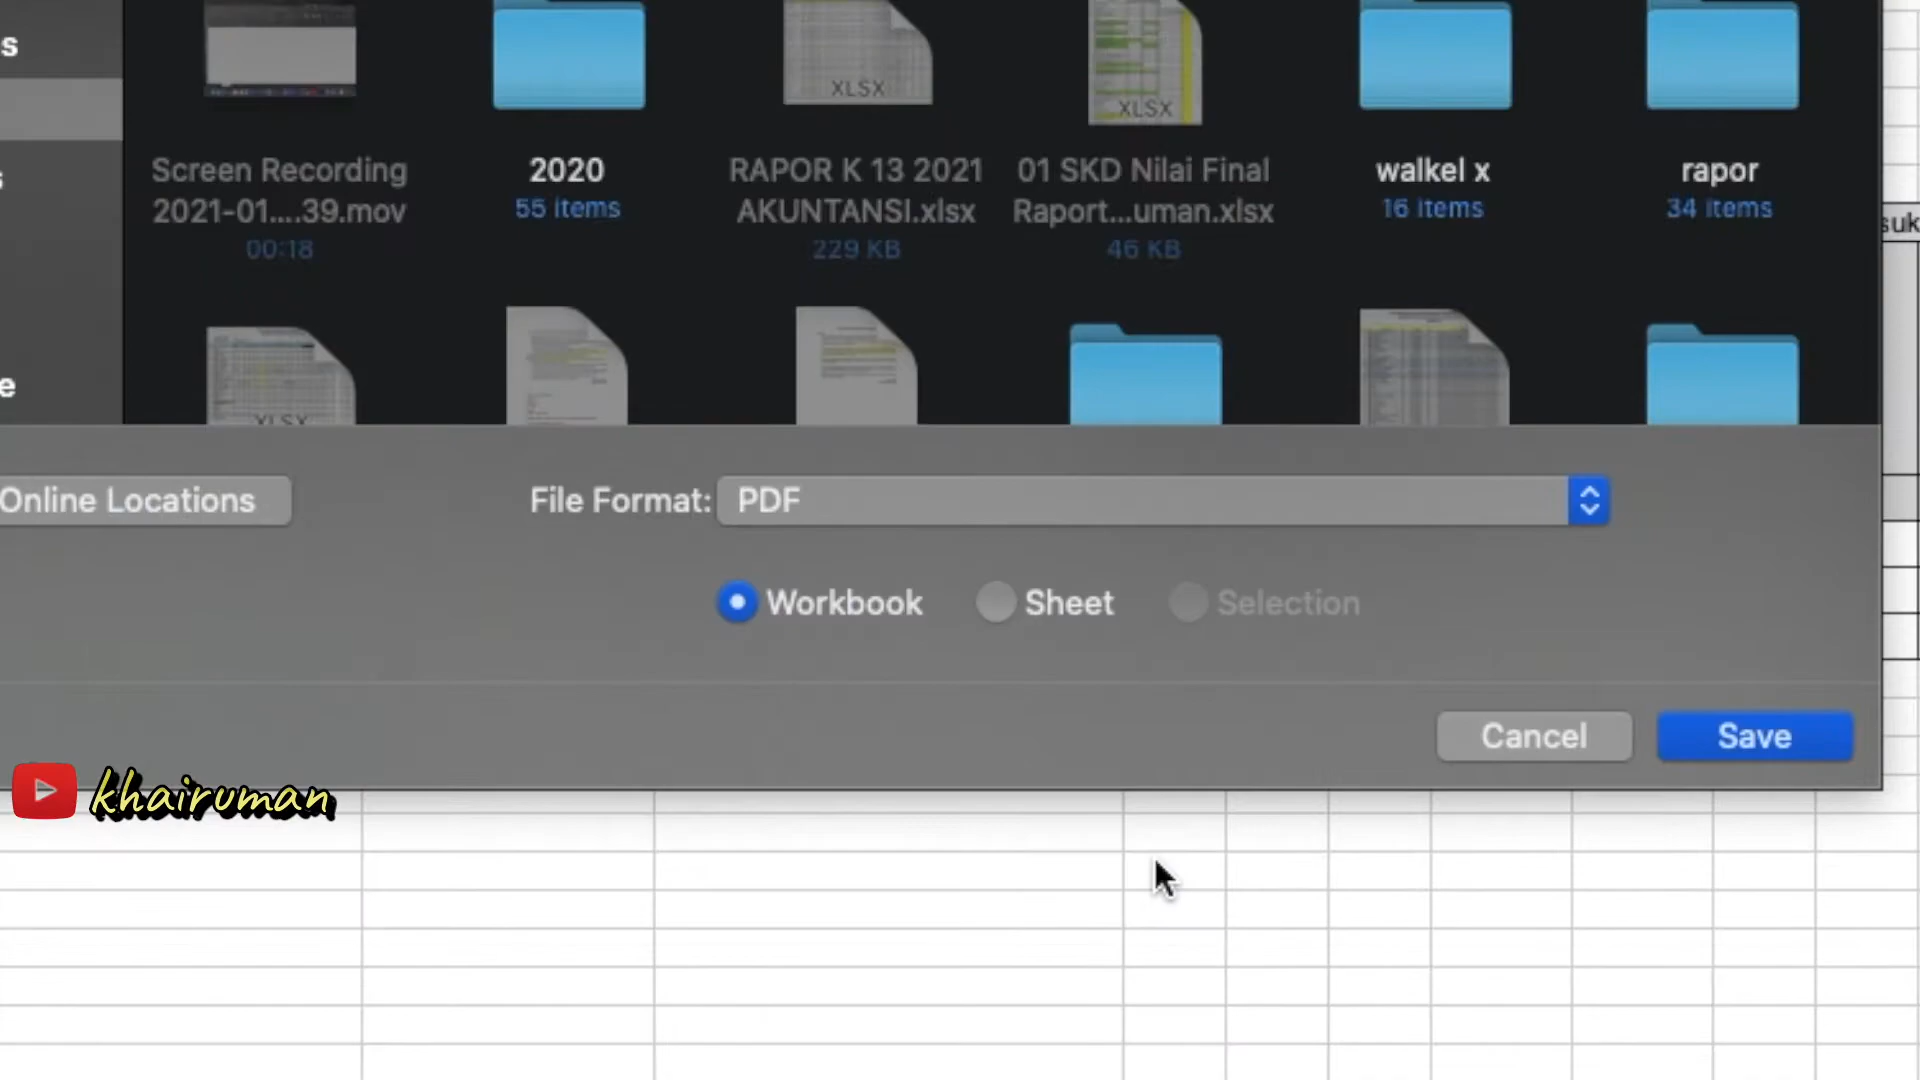 s
XLSX
XLSX
Screen Recording
2021-01....39.mov
00:18
2020
55 items
RAPOR K 13 2021
AKUNTANSI.xlsx
229 KB
01 SKD Nilai Final
Raport...uman.xlsx
46 KB
walkel x
16 items
rapor
34 items
suk
s
e
XLSX
Online Locations
File Format:
PDF
Workbook
Sheet
Selection
Cancel
Save
khairuman